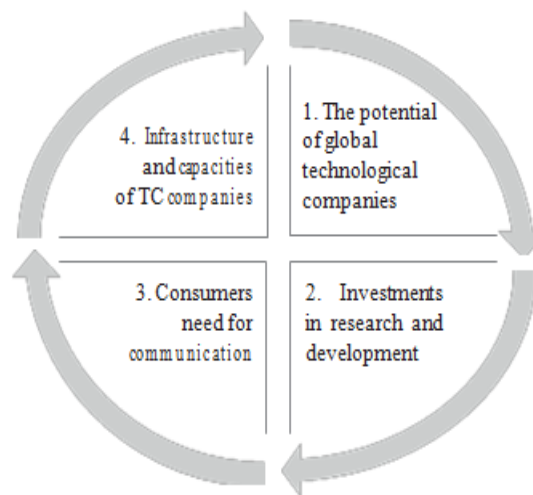 1. The potential
of global
technological
companies
2. Investments
in research and
development
3. Consumers
need for
communication
4. Infrastructure
and capacities
of TC companies